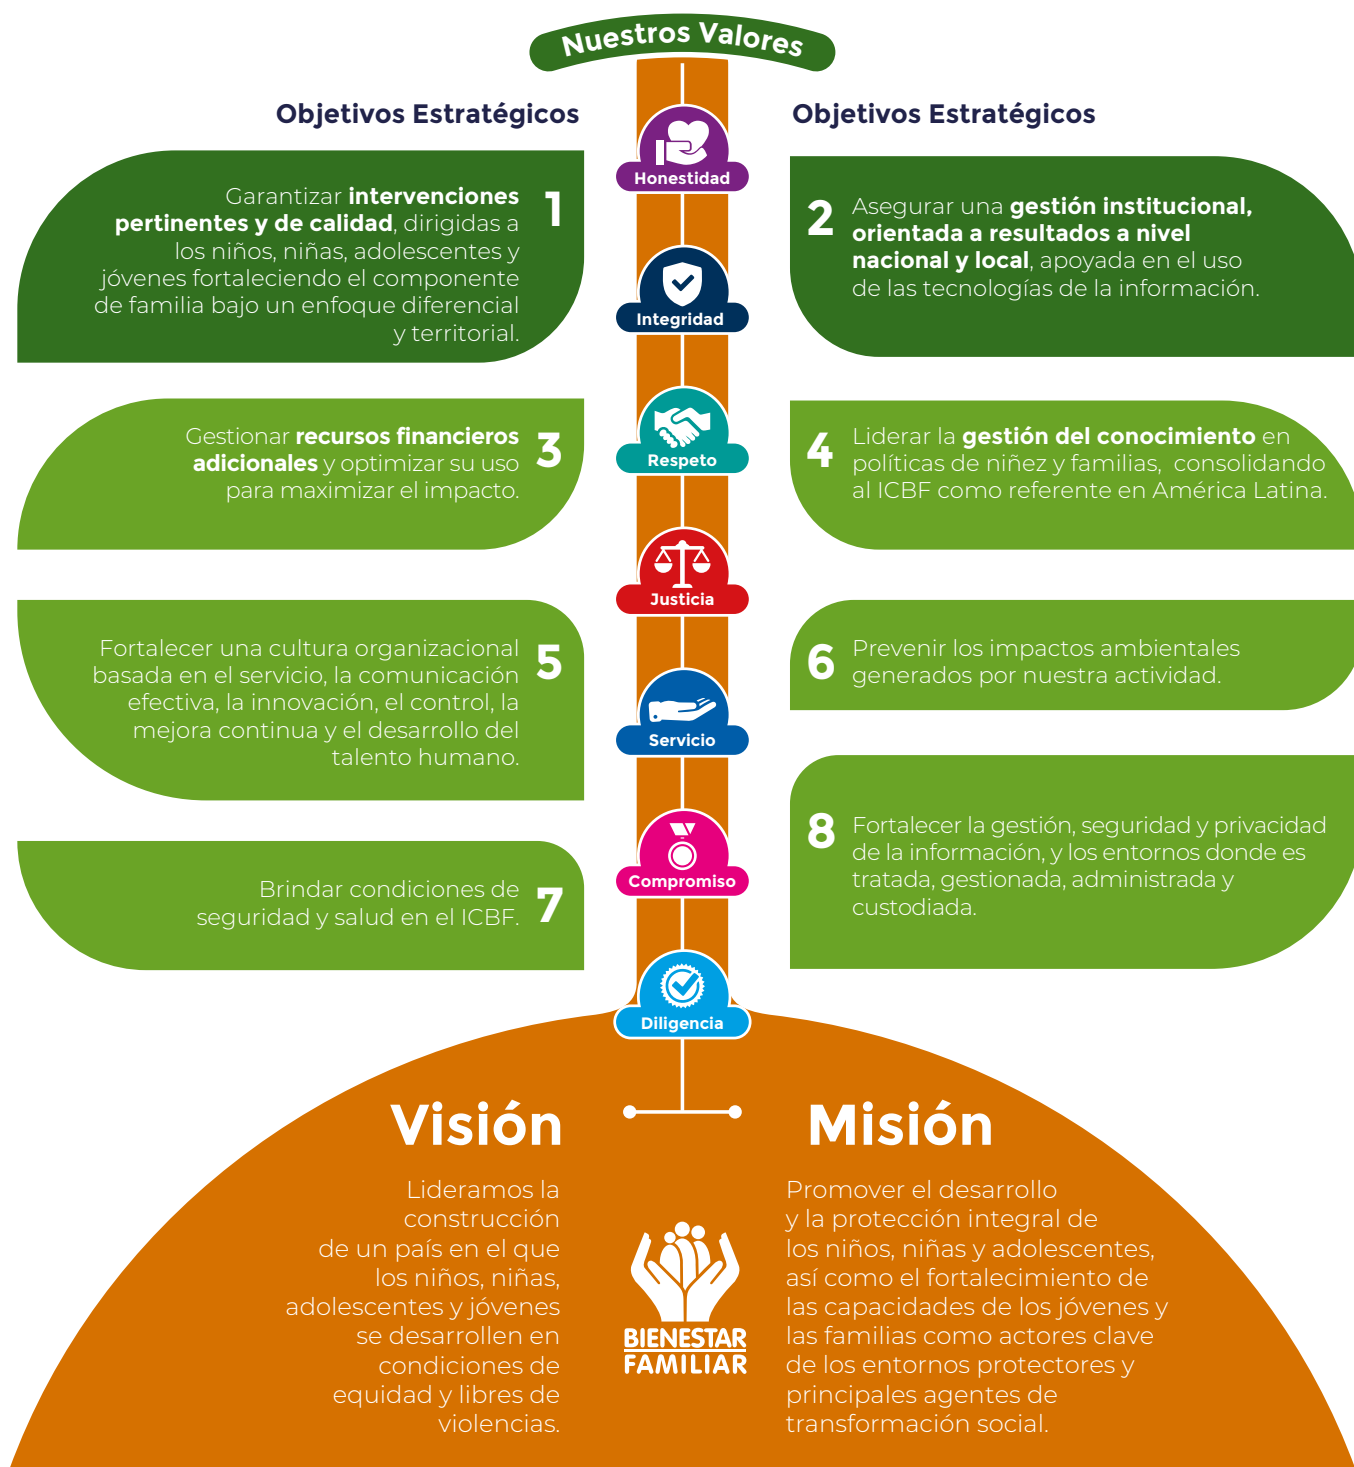 Nuestros Valores
Objetivos Estratégicos
Objetivos Estratégicos
Honestidad
Integridad
Respeto
Justicia
Servicio
Compromiso
Diligencia
1
Garantizar intervenciones
pertinentes y de calidad, dirigidas a
los niños, niñas, adolescentes y
jóvenes fortaleciendo el componente
de familia bajo un enfoque diferencial
y territorial.
2
Asegurar una gestión institucional,
orientada a resultados a nivel
nacional y local, apoyada en el uso
de las tecnologías de la información.
3
Gestionar recursos financieros
adicionales y optimizar su uso
para maximizar el impacto.
4
Liderar la gestión del conocimiento en
políticas de niñez y familias, consolidando
al ICBF como referente en América Latina.
5
Fortalecer una cultura organizacional
basada en el servicio, la comunicación
efectiva, la innovación, el control, la
mejora continua y el desarrollo del
talento humano.
6
Prevenir los impactos ambientales
generados por nuestra actividad.
7
Brindar condiciones de
seguridad y salud en el ICBF.
8
Fortalecer la gestión, seguridad y privacidad
de la información, y los entornos donde es
tratada, gestionada, administrada y
custodiada.
Visión
Lideramos la
construcción
de un país en el que
los niños, niñas,
adolescentes y jóvenes
se desarrollen en
condiciones de
equidad y libres de
violencias.
BIENESTAR
FAMILIAR
Misión
Promover el desarrollo
y la protección integral de
los niños, niñas y adolescentes,
así como el fortalecimiento de
las capacidades de los jóvenes y
las familias como actores clave
de los entornos protectores y
principales agentes de
transformación social.